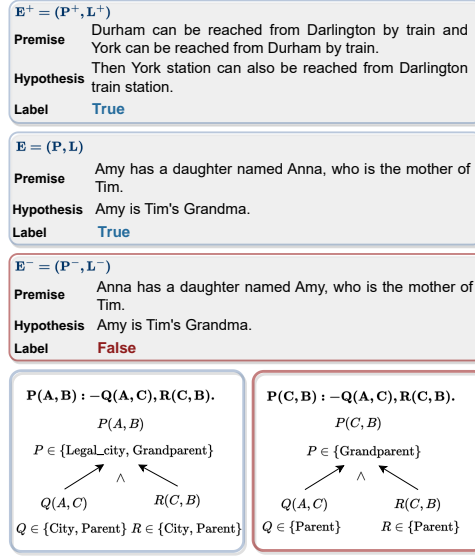 E⁺ = (P⁺, L⁺)
Premise Durham can be reached from Darlington by train and
York can be reached from Durham by train.
Hypothesis Then York station can also be reached from Darlington
train station.
Label True
E = (P, L)
Premise Amy has a daughter named Anna, who is the mother of
Tim.
Hypothesis Amy is Tim's Grandma.
Label True
E⁻ = (P⁻, L⁻)
Premise Anna has a daughter named Amy, who is the mother of
Tim.
Hypothesis Amy is Tim's Grandma.
Label False
P(A, B) : −Q(A, C), R(C, B).
P(A, B)
P ∈ {Legal_city, Grandparent}
∧
Q(A, C) R(C, B)
Q ∈ {City, Parent} R ∈ {City, Parent}
P(C, B) : −Q(A, C), R(C, B).
P(C, B)
P ∈ {Grandparent}
∧
Q(A, C) R(C, B)
Q ∈ {Parent} R ∈ {Parent}